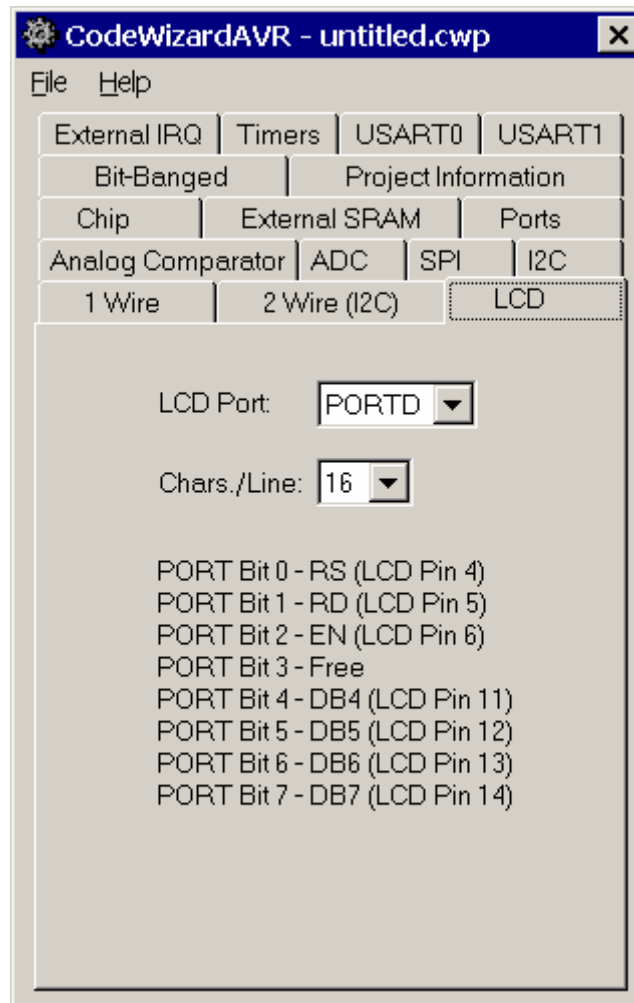 CodeWizardAVR - untitled.cwp
File Help
External IRQ Timers USART0 USART1
Bit-Banged Project Information
Chip External SRAM Ports
Analog Comparator ADC SPI I2C
1 Wire 2 Wire (I2C) LCD
LCD Port: PORTD
Chars./Line: 16
PORT Bit 0 - RS (LCD Pin 4)
PORT Bit 1 - RD (LCD Pin 5)
PORT Bit 2 - EN (LCD Pin 6)
PORT Bit 3 - Free
PORT Bit 4 - DB4 (LCD Pin 11)
PORT Bit 5 - DB5 (LCD Pin 12)
PORT Bit 6 - DB6 (LCD Pin 13)
PORT Bit 7 - DB7 (LCD Pin 14)